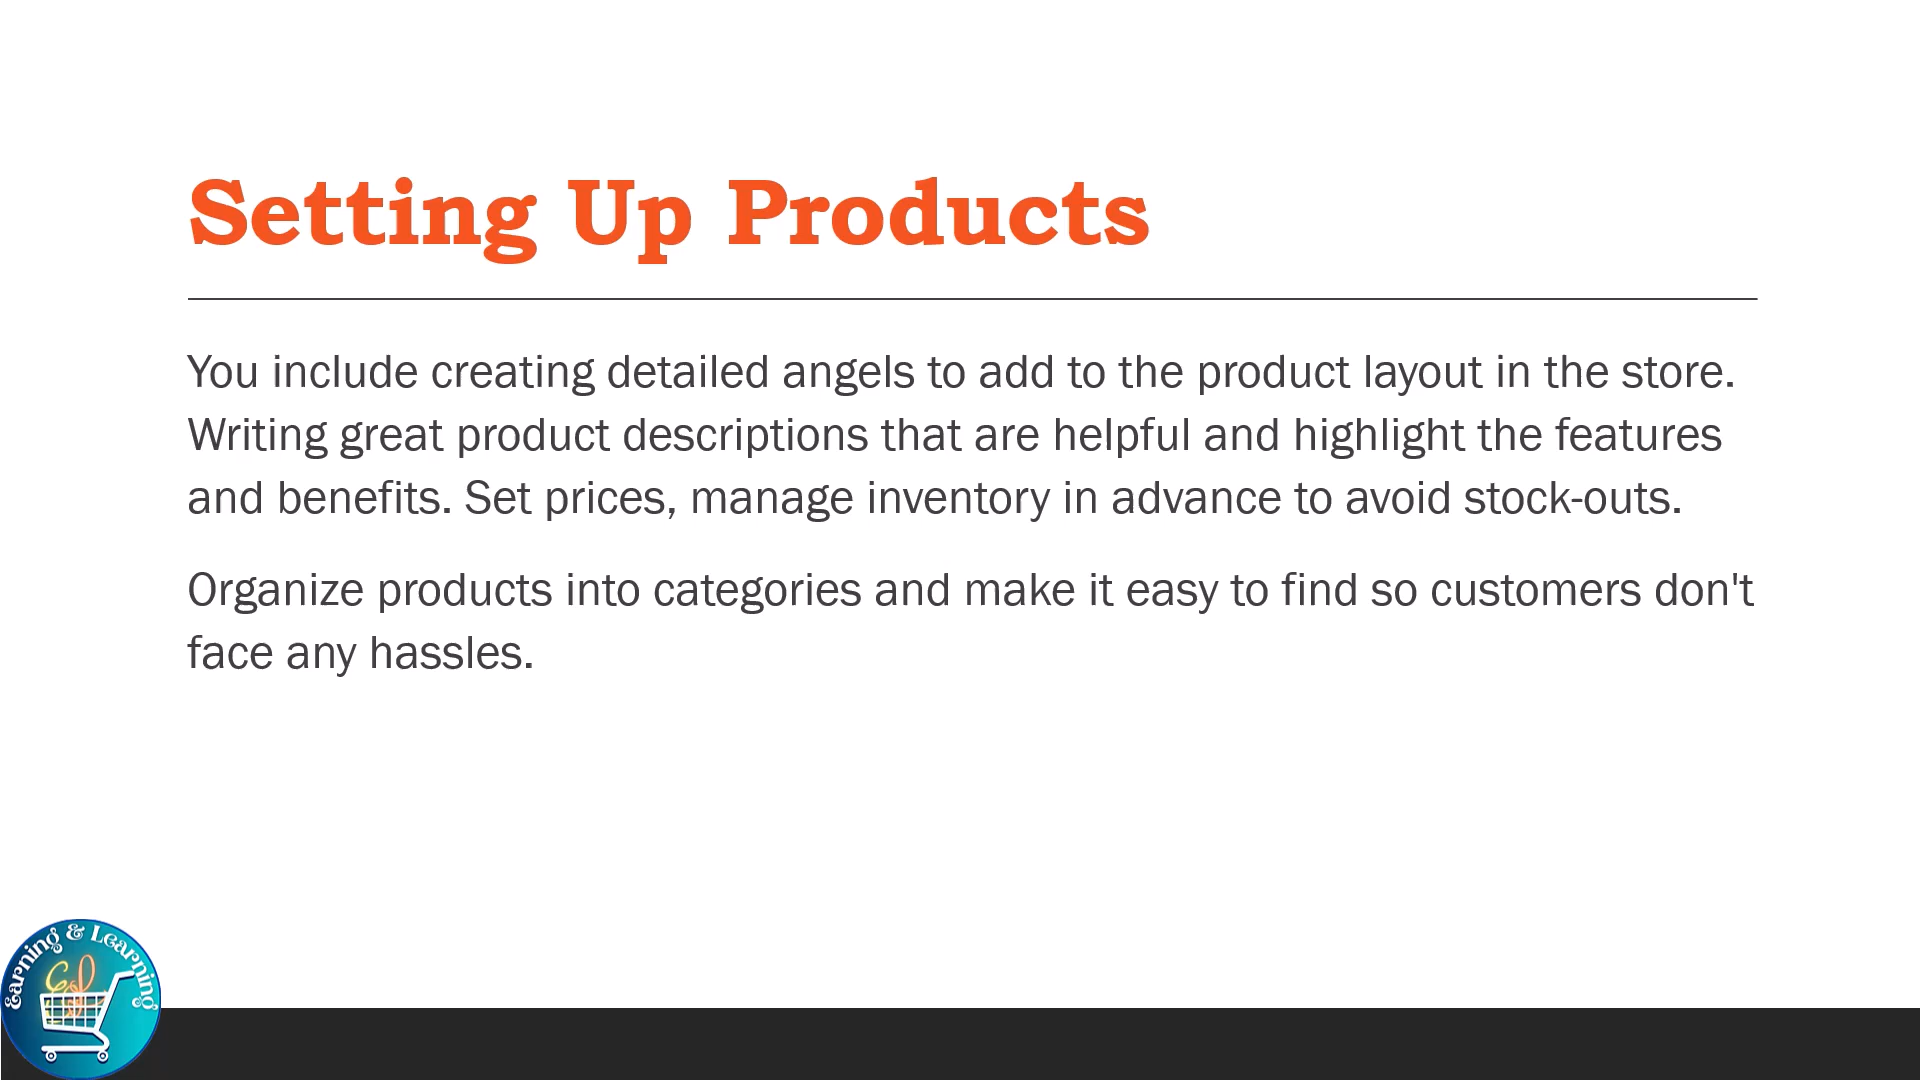 Setting Up Products
You include creating detailed angels to add to the product layout in the store.
Writing great product descriptions that are helpful and highlight the features
and benefits. Set prices, manage inventory in advance to avoid stock-outs.
Organize products into categories and make it easy to find so customers don't
face any hassles.
Earning & Learning